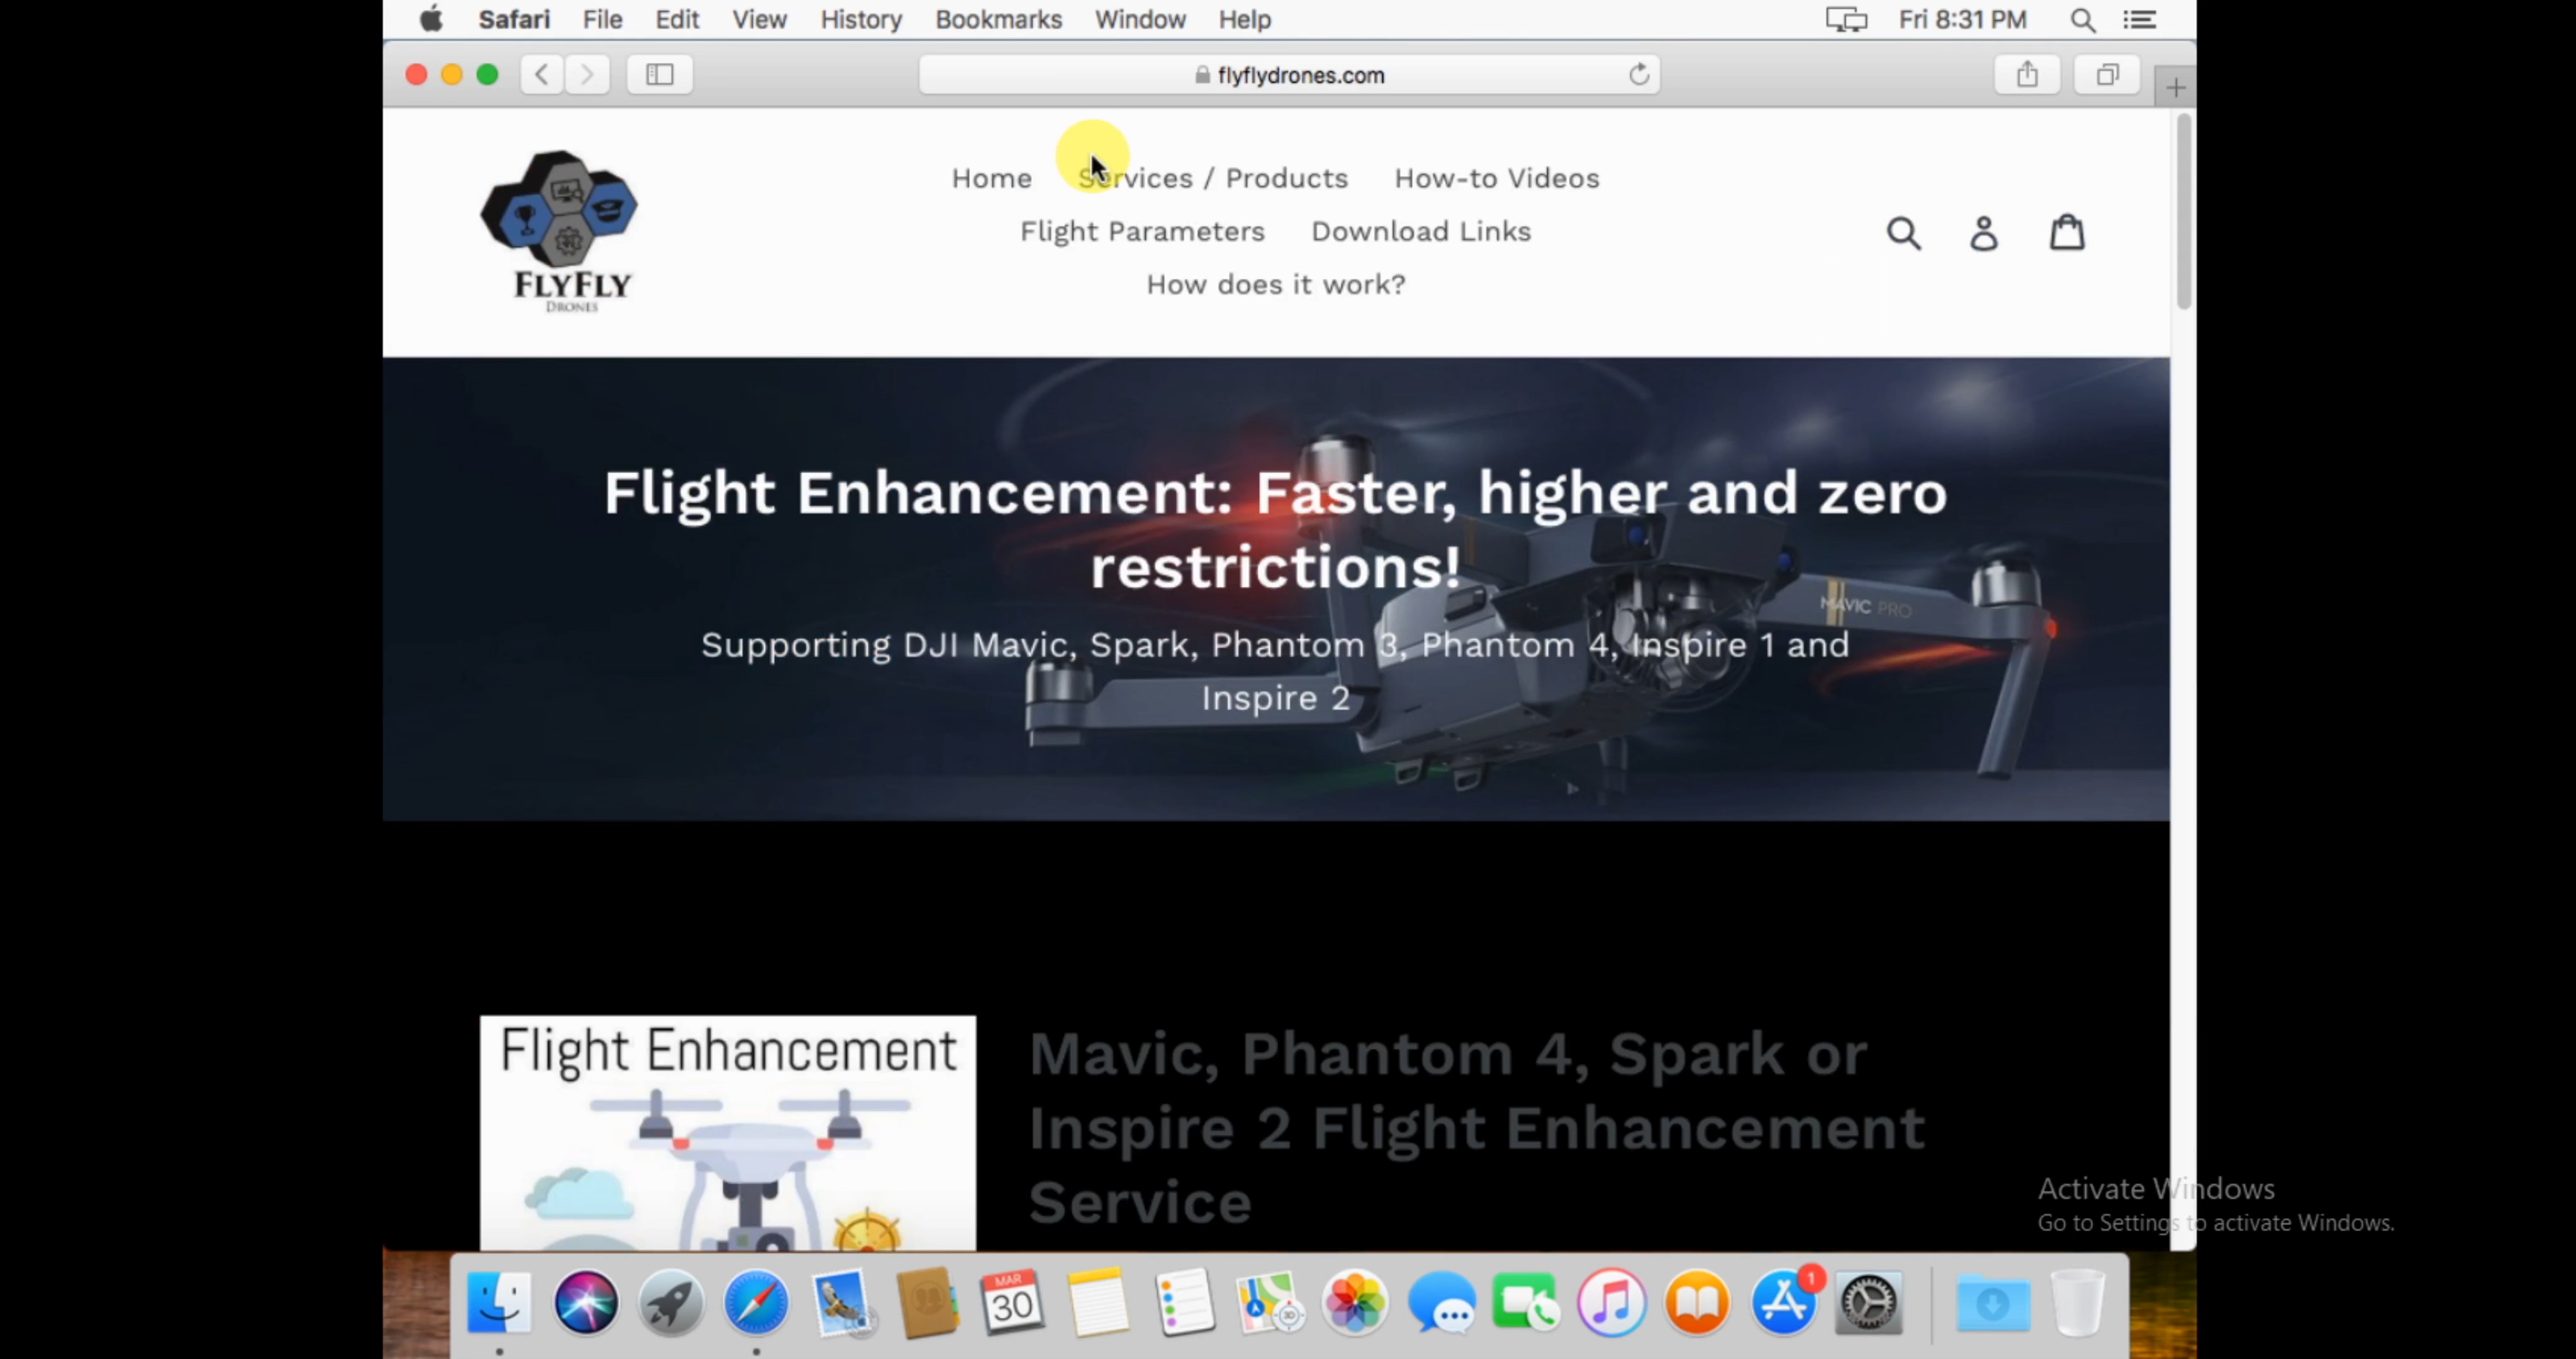 Safari File Edit View History Bookmarks Window Help Fri 8:31 PM
flyflydrones.com
FLYFLY
DRONES
Home Services / Products How-to Videos
Flight Parameters Download Links
How does it work?
Flight Enhancement: Faster, higher and zero
restrictions!
MAVIC PRO
Supporting DJI Mavic, Spark, Phantom 3, Phantom 4, Inspire 1 and
Inspire 2
Flight Enhancement
Mavic, Phantom 4, Spark or
Inspire 2 Flight Enhancement
Service
Activate Windows
Go to Settings to activate Windows.
MAR
30
3D
1